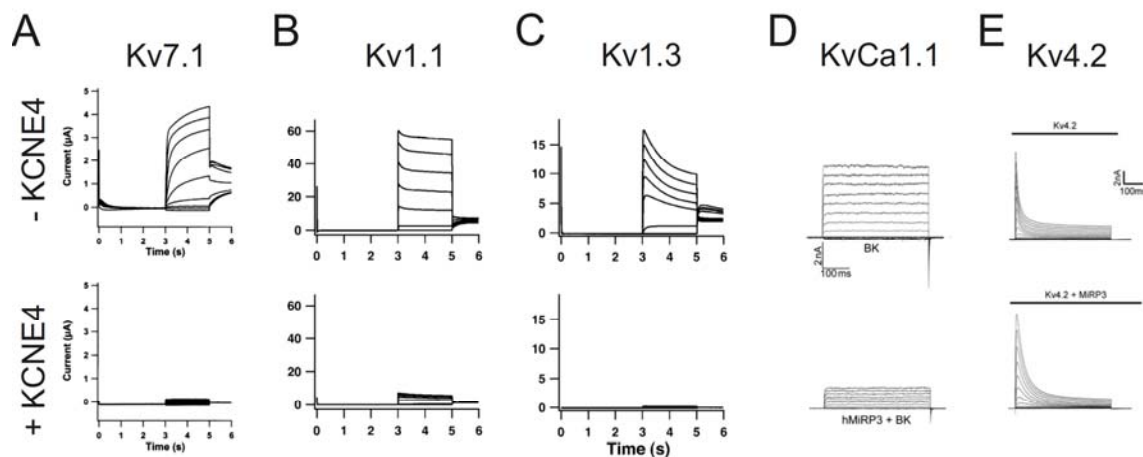 A
B
C
D
E
Kv7.1
Kv1.1
Kv1.3
KvCa1.1
Kv4.2
- KCNE4
Current (µA)
5
4
3
2
1
0
0 1 2 3 4 5 6
Time (s)
60
40
20
0
0 1 2 3 4 5 6
Time (s)
15
10
5
0
0 1 2 3 4 5 6
Time (s)
BK
2nA
100ms
Kv4.2
2nA
100ms
+ KCNE4
Current (µA)
5
4
3
2
1
0
0 1 2 3 4 5 6
Time (s)
60
40
20
0
0 1 2 3 4 5 6
15
10
5
0
0 1 2 3 4 5 6
Time (s)
hMiRP3 + BK
Kv4.2 + MiRP3